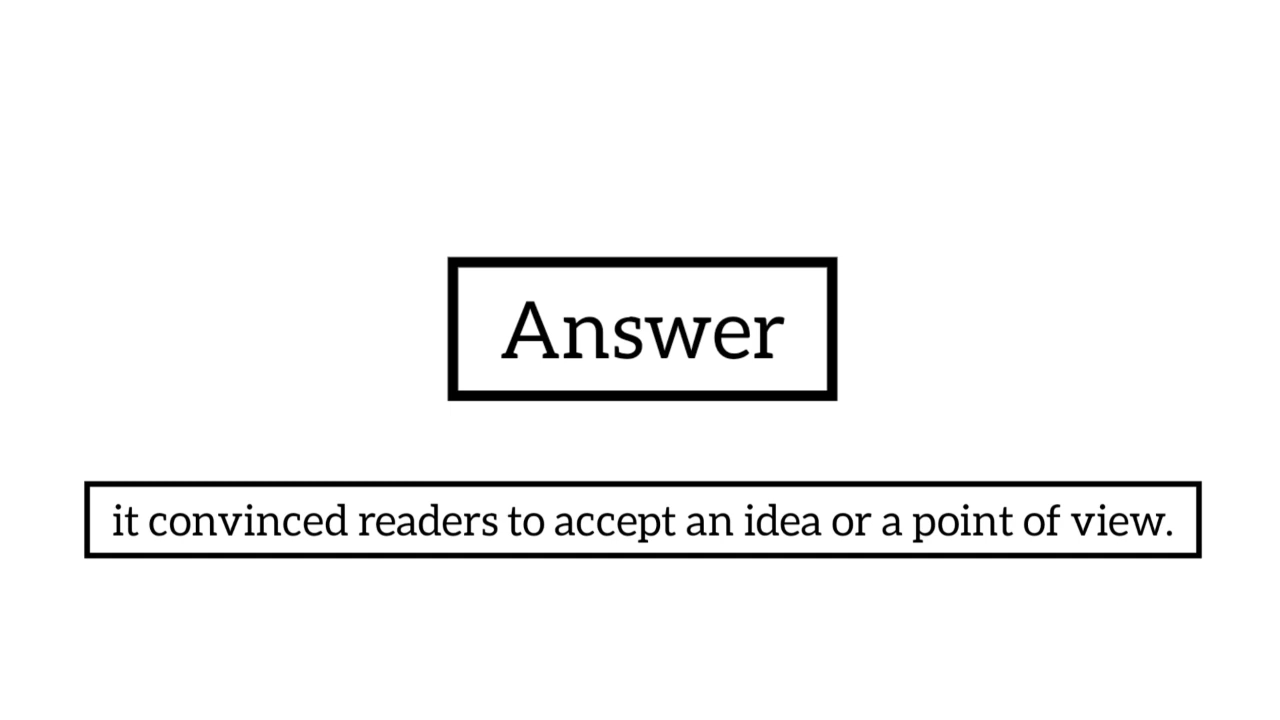 Answer
it convinced readers to accept an idea or a point of view.